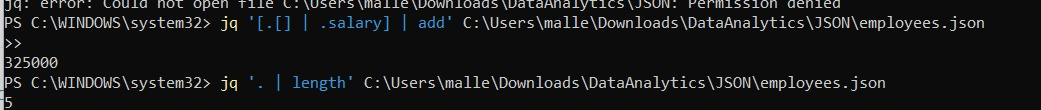 jq: error: Could not open file C:\Users\malle\Downloads\DataAnalytics\JSON: Permission denied
PS C:\WINDOWS\system32> jq '[.[] | .salary] | add' C:\Users\malle\Downloads\DataAnalytics\JSON\employees.json
>>
325000
PS C:\WINDOWS\system32> jq '. | length' C:\Users\malle\Downloads\DataAnalytics\JSON\employees.json
5